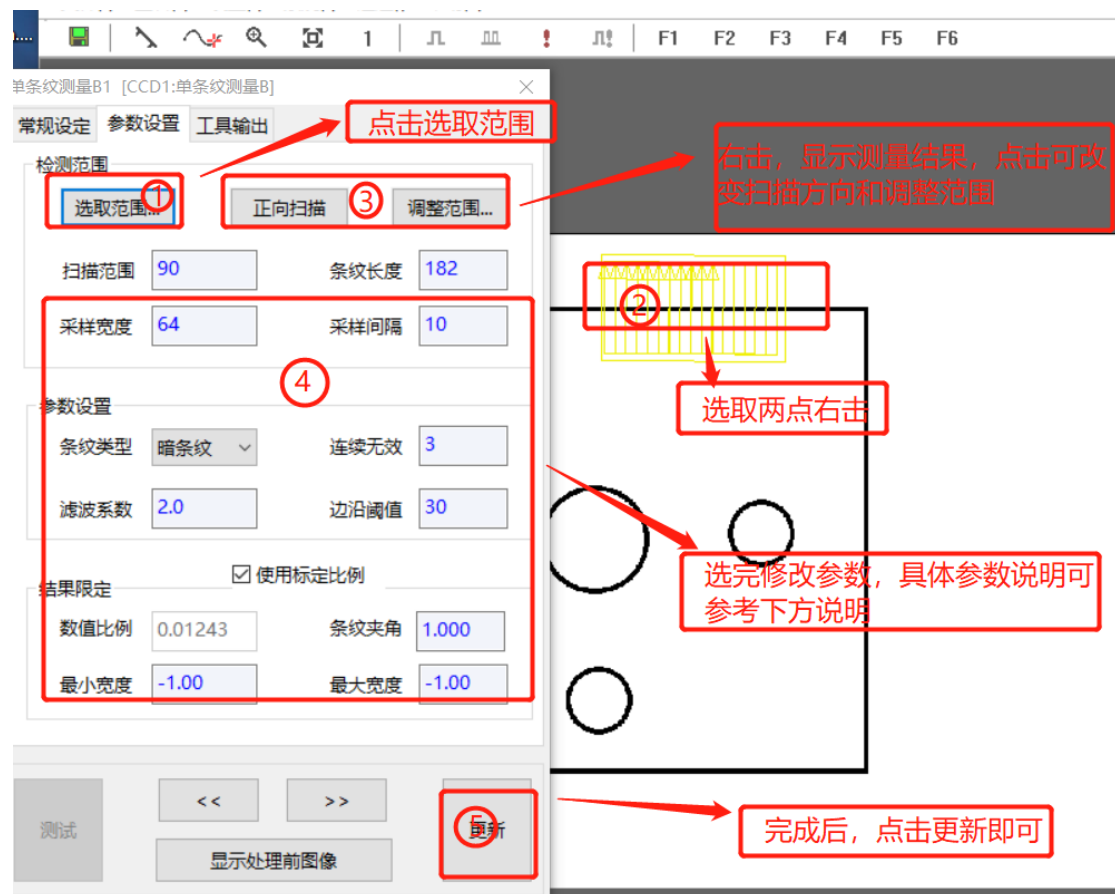 1
F1 F2 F3 F4 F5 F6
单条纹测量B1 [CCD1:单条纹测量B]
常规设定 参数设置 工具输出
点击选取范围
检测范围
① 选取范围...
正向扫描 ③ 调整范围...
右击，显示测量结果，点击可改
变扫描方向和调整范围
扫描范围 90 条纹长度 182
采样宽度 64 采样间隔 10
②
选取两点右击
④
参数设置
条纹类型 暗条纹 连续无效 3
滤波系数 2.0 边沿阈值 30
选完修改参数，具体参数说明可
参考下方说明
结果限定 使用标定比例
数值比例 0.01243 条纹夹角 1.000
最小宽度 -1.00 最大宽度 -1.00
<< >>
测试 ⑤ 更新
显示处理前图像
完成后，点击更新即可